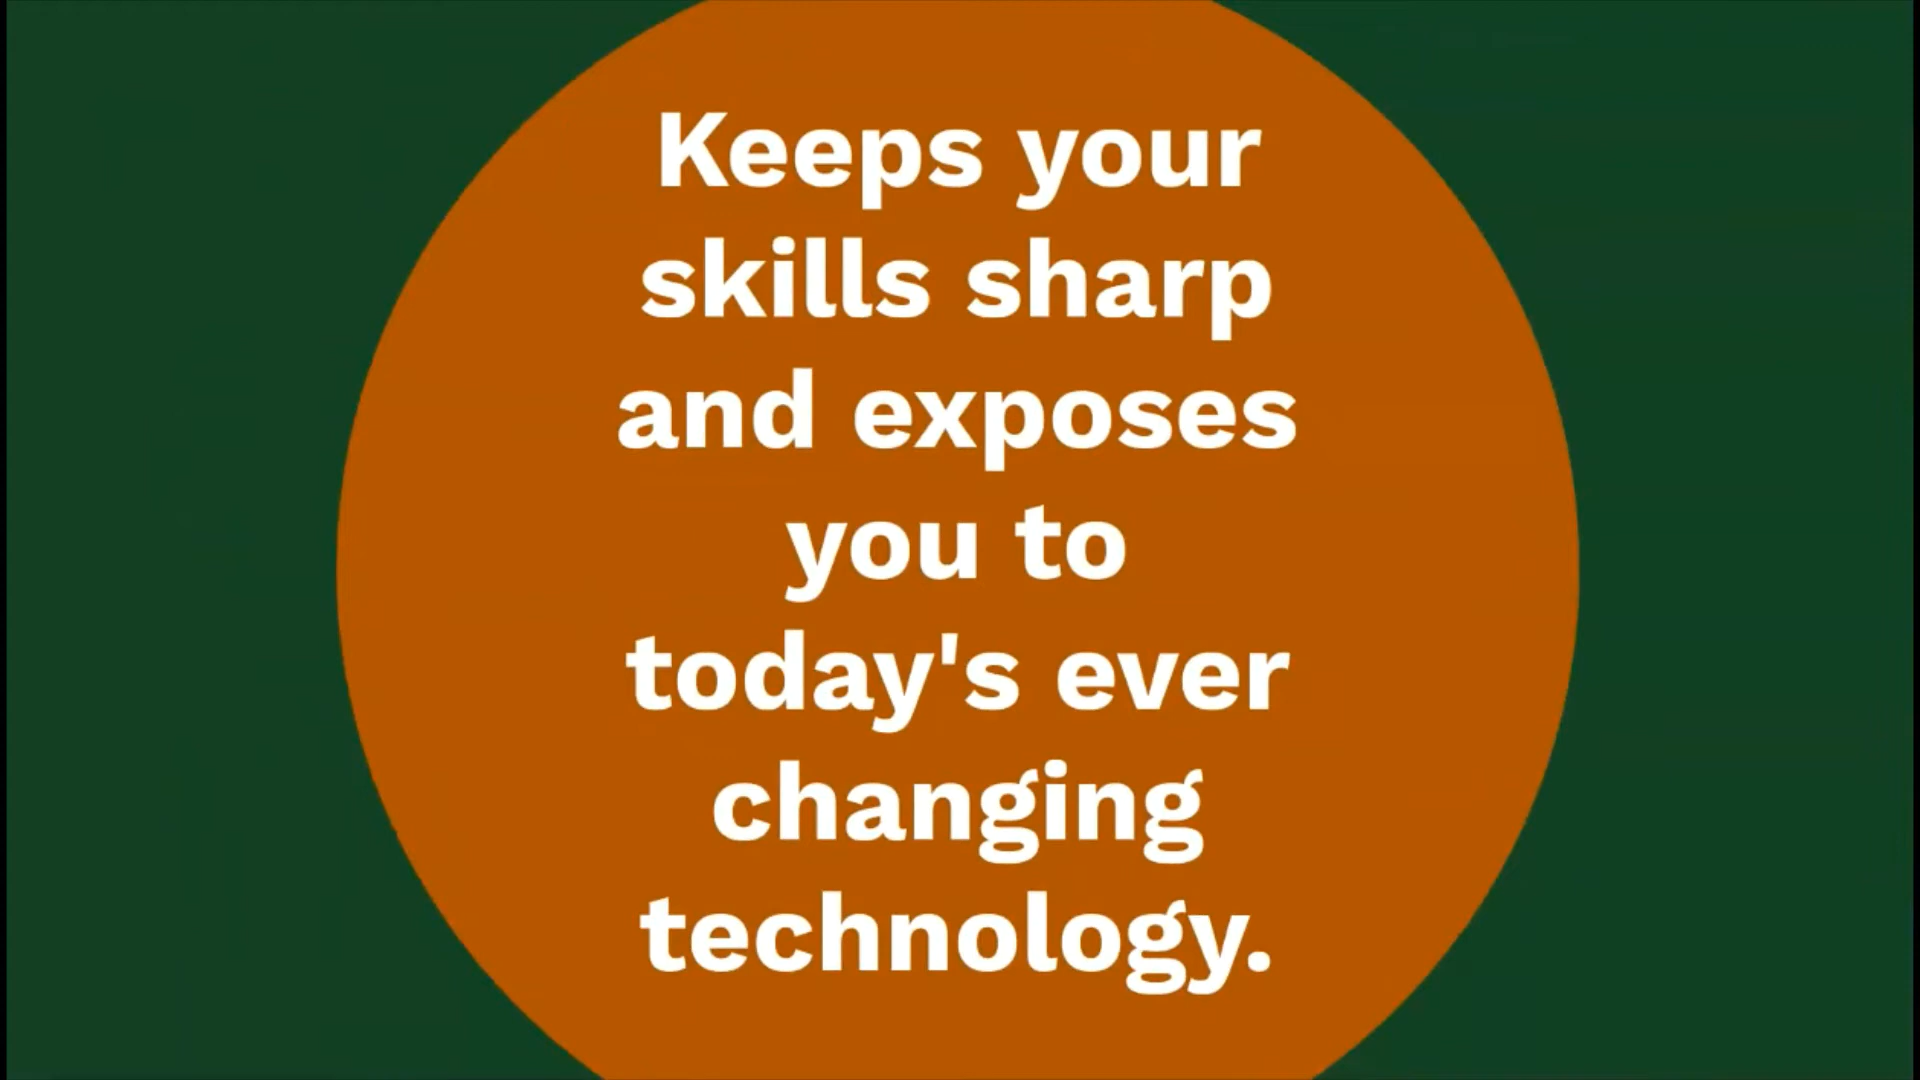 Keeps your
skills sharp
and exposes
you to
today's ever
changing
technology.